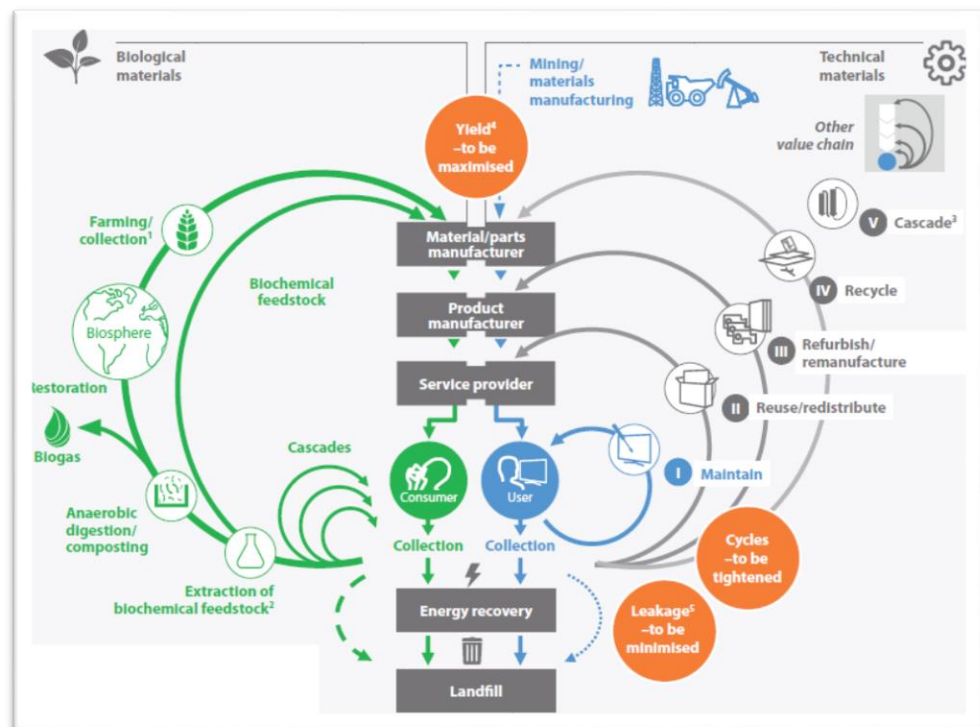 Biological
materials
Mining/
materials
manufacturing
Technical
materials
Yield⁴
–to be
maximised
Other
value chain
Farming/
collection¹
Biochemical
feedstock
Material/parts
manufacturer
V Cascade³
IV Recycle
Biosphere
Product
manufacturer
III Refurbish/
remanufacture
Restoration
Service provider
II Reuse/redistribute
Biogas
Cascades
Consumer
User
I Maintain
Anaerobic
digestion/
composting
Collection
Collection
Cycles
–to be
tightened
Extraction of
biochemical feedstock²
Energy recovery
Leakage⁵
–to be
minimised
Landfill